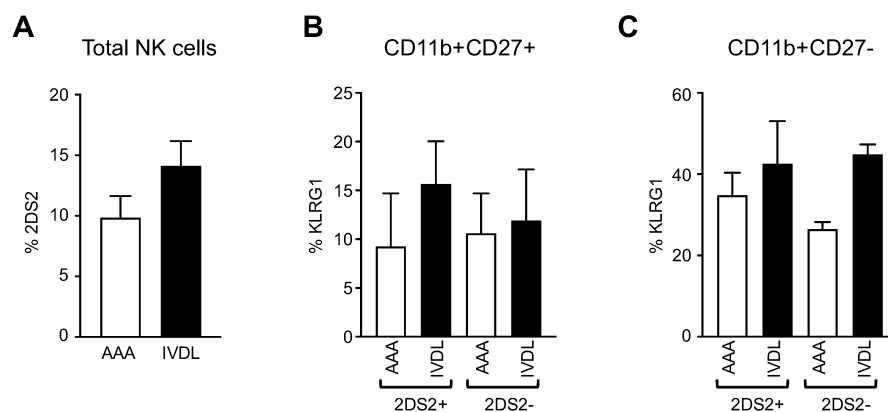 A
Total NK cells
% 2DS2
20
15
10
5
0
AAA IVDL
B
CD11b+CD27+
% KLRG1
25
20
15
10
5
0
AAA IVDL AAA IVDL
2DS2+ 2DS2-
C
CD11b+CD27-
% KLRG1
60
40
20
0
AAA IVDL AAA IVDL
2DS2+ 2DS2-